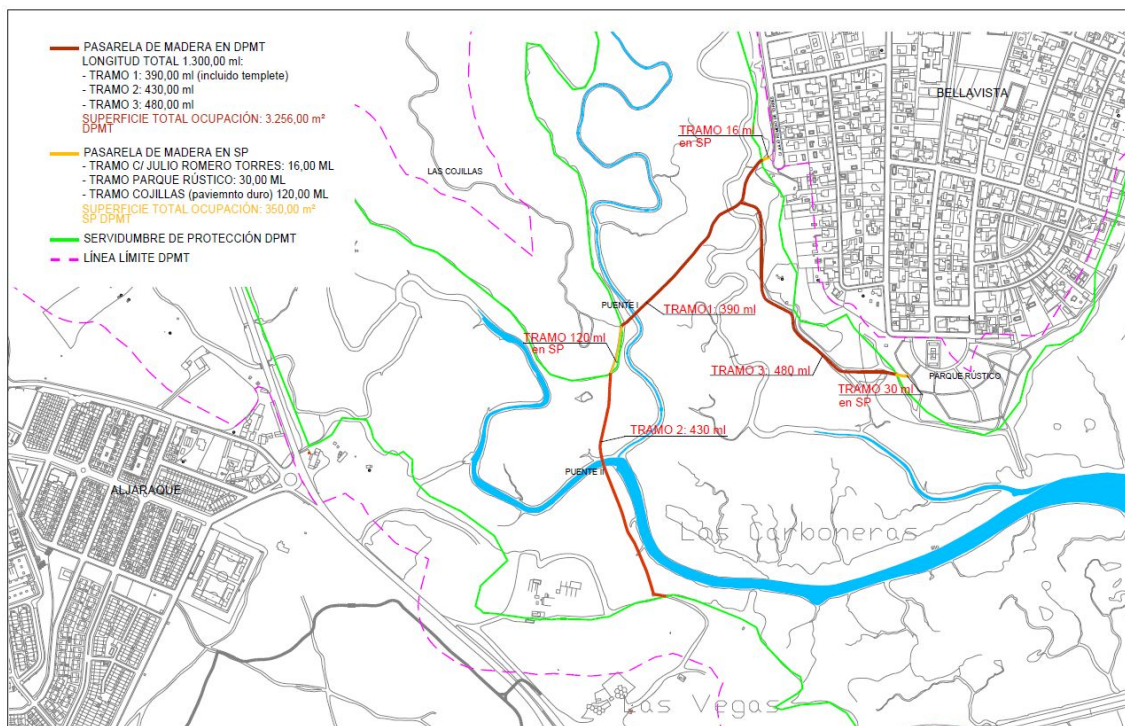 PASARELA DE MADERA EN DPMT
LONGITUD TOTAL 1.300,00 ml:
- TRAMO 1: 390,00 ml (incluido templete)
- TRAMO 2: 430,00 ml
- TRAMO 3: 480,00 ml
SUPERFICIE TOTAL OCUPACIÓN: 3.256,00 m²
DPMT
PASARELA DE MADERA EN SP
- TRAMO C/ JULIO ROMERO TORRES: 16,00 ML
- TRAMO PARQUE RÚSTICO: 30,00 ML
- TRAMO COJILLAS (paviemnto duro) 120,00 ML
SUPERFICIE TOTAL OCUPACIÓN: 350,00 m²
SP DPMT
SERVIDUMBRE DE PROTECCIÓN DPMT
LÍNEA LÍMITE DPMT
BELLAVISTA
TRAMO 16 m
en SP
LAS COJILLAS
PUENTE I
TRAMO1: 390 ml
TRAMO 120 ml
en SP
TRAMO 3: 480 ml
PARQUE RÚSTICO
TRAMO 30 ml
en SP
TRAMO 2: 430 ml
PUENTE II
ALJARAQUE
Las Carboneras
Las Vegas